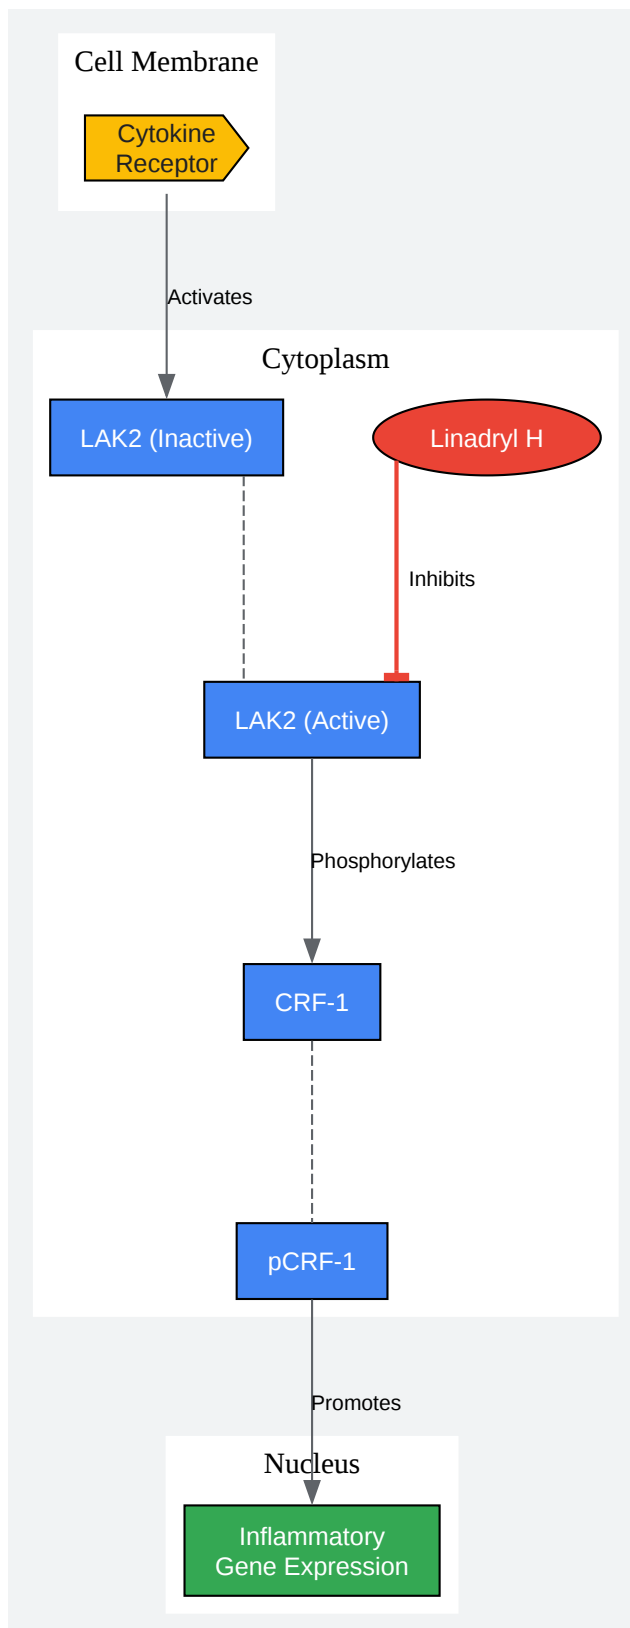 Cell Membrane
Cytokine
Receptor
Activates
Cytoplasm
LAK2 (Inactive)
Linadryl H
Inhibits
LAK2 (Active)
Phosphorylates
CRF-1
pCRF-1
Promotes
Nucleus
Inflammatory
Gene Expression